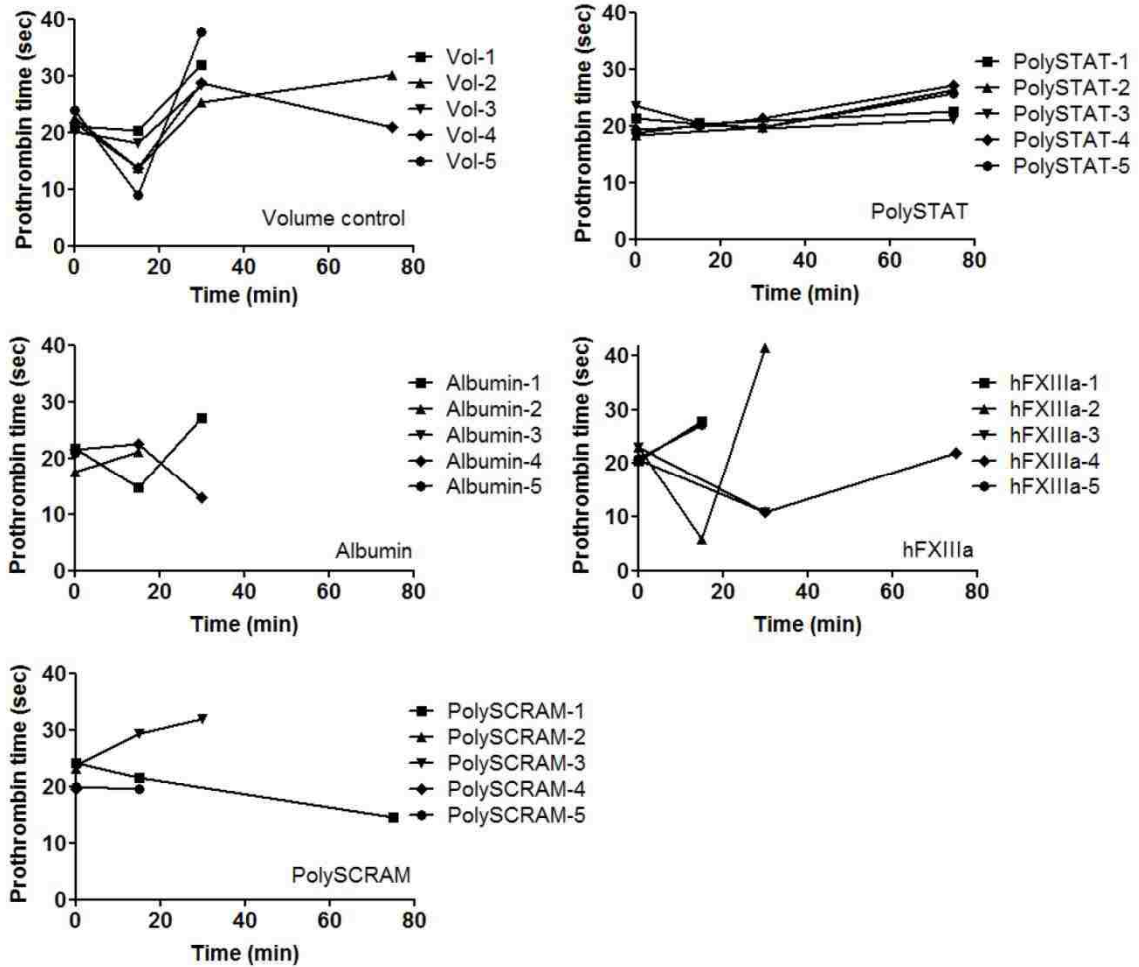 Prothrombin time (sec)
40
30
20
10
0
0 20 40 60 80
Time (min)
Vol-1
Vol-2
Vol-3
Vol-4
Vol-5
Volume control
Prothrombin time (sec)
40
30
20
10
0
0 20 40 60 80
Time (min)
PolySTAT-1
PolySTAT-2
PolySTAT-3
PolySTAT-4
PolySTAT-5
PolySTAT
Prothrombin time (sec)
40
30
20
10
0
0 20 40 60 80
Time (min)
Albumin-1
Albumin-2
Albumin-3
Albumin-4
Albumin-5
Albumin
Prothrombin time (sec)
40
30
20
10
0
0 20 40 60 80
Time (min)
hFXIIIa-1
hFXIIIa-2
hFXIIIa-3
hFXIIIa-4
hFXIIIa-5
hFXIIIa
Prothrombin time (sec)
40
30
20
10
0
0 20 40 60 80
Time (min)
PolySCRAM-1
PolySCRAM-2
PolySCRAM-3
PolySCRAM-4
PolySCRAM-5
PolySCRAM